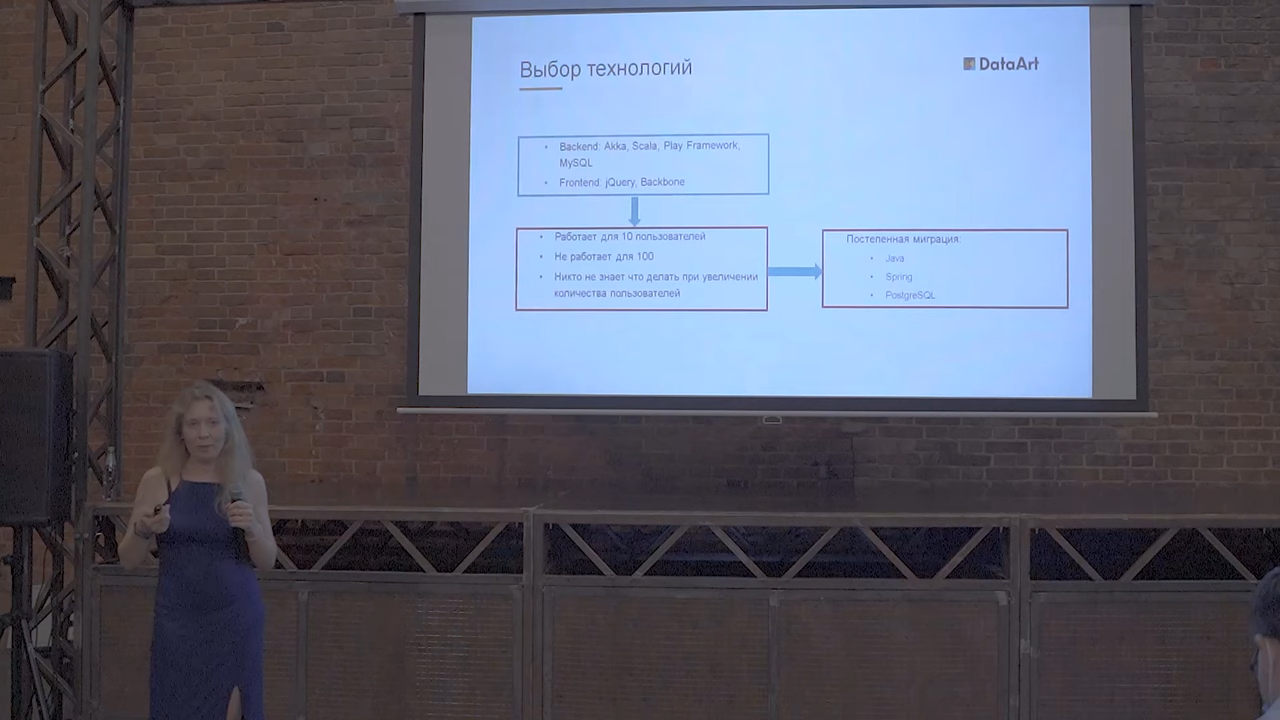 Выбор технологий
DataArt
• Backend: Akka, Scala, Play Framework,
MySQL
• Frontend: jQuery, Backbone
• Работает для 10 пользователей
• Не работает для 100
• Никто не знает что делать при увеличении
количества пользователей
Постепенная миграция:
• Java
• Spring
• PostgreSQL